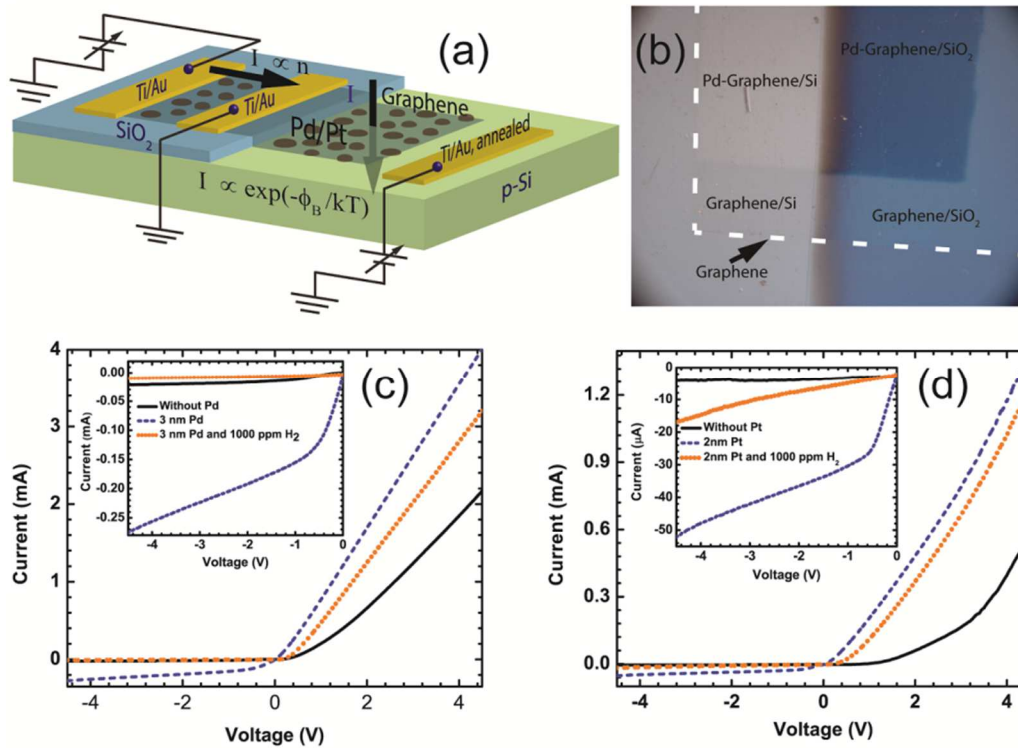 (a)
I ∝ n
Ti/Au
Ti/Au
I
Graphene
SiO2
Pd/Pt
Ti/Au, annealed
I ∝ exp(-ϕB/kT)
p-Si
(b)
Pd-Graphene/SiO2
Pd-Graphene/Si
Graphene/Si
Graphene/SiO2
Graphene
(c)
4
3
2
1
0
Current (mA)
-4 -2 0 2 4
Voltage (V)
0.00
-0.05
-0.10
-0.15
-0.20
-0.25
Current (mA)
Without Pd
3 nm Pd
3 nm Pd and 1000 ppm H2
-4 -3 -2 -1 0
Voltage (V)
(d)
1.2
0.9
0.6
0.3
0.0
Current (mA)
-4 -2 0 2 4
Voltage (V)
0
-10
-20
-30
-40
-50
Current (μA)
Without Pt
2nm Pt
2nm Pt and 1000 ppm H2
-4 -3 -2 -1 0
Voltage (V)